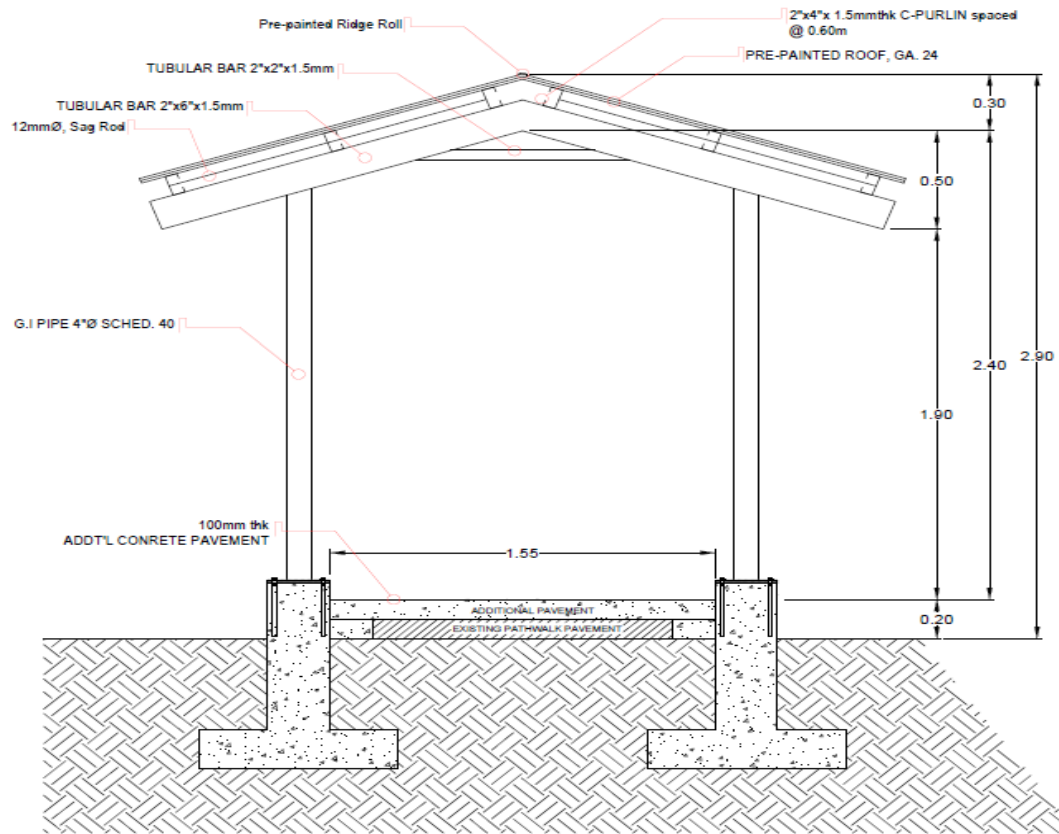 Pre-painted Ridge Roll
2"x4"x 1.5mmthk C-PURLIN spaced
@ 0.60m
TUBULAR BAR 2"x2"x1.5mm
PRE-PAINTED ROOF, GA. 24
TUBULAR BAR 2"x6"x1.5mm
12mmØ, Sag Rod
0.30
0.50
G.I PIPE 4"Ø SCHED. 40
2.90
2.40
1.90
100mm thk
ADDT'L CONRETE PAVEMENT
1.55
ADDITIONAL PAVEMENT
0.20
EXISTING PATHWALK PAVEMENT